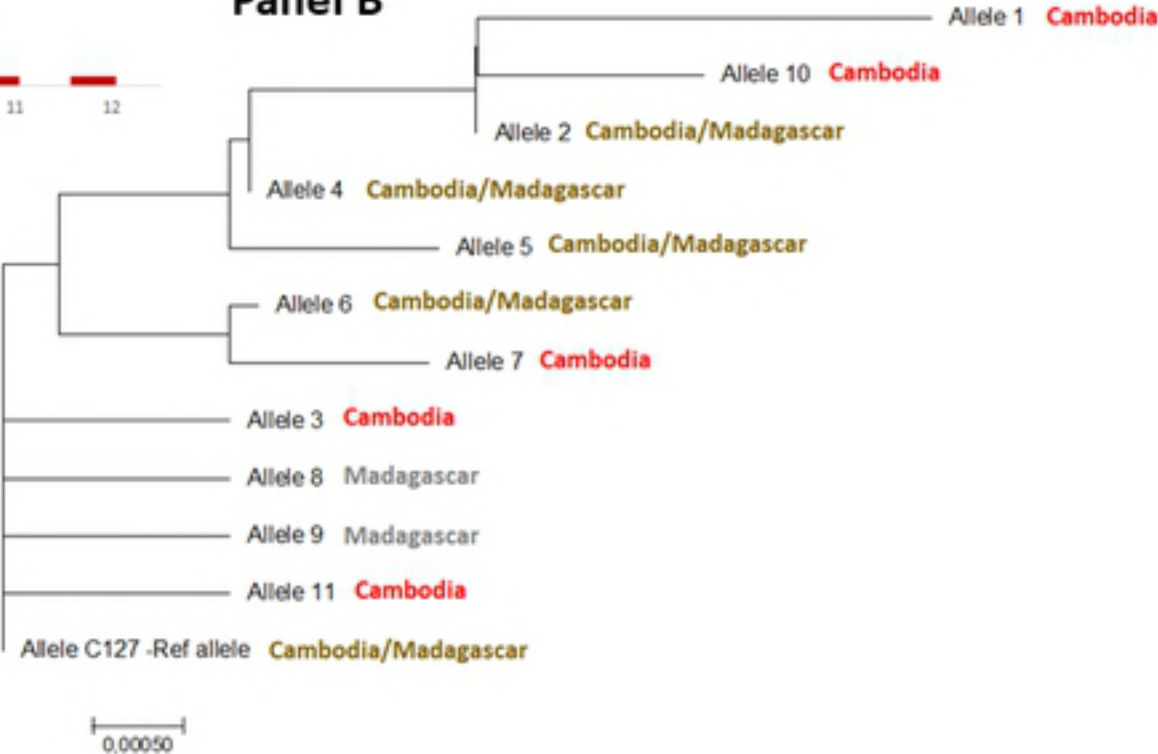 Panel B
Allele 1 Cambodia
Allele 10 Cambodia
11 12
Allele 2 Cambodia/Madagascar
Allele 4 Cambodia/Madagascar
Allele 5 Cambodia/Madagascar
Allele 6 Cambodia/Madagascar
Allele 7 Cambodia
Allele 3 Cambodia
Allele 8 Madagascar
Allele 9 Madagascar
Allele 11 Cambodia
Allele C127 -Ref allele Cambodia/Madagascar
0,00050